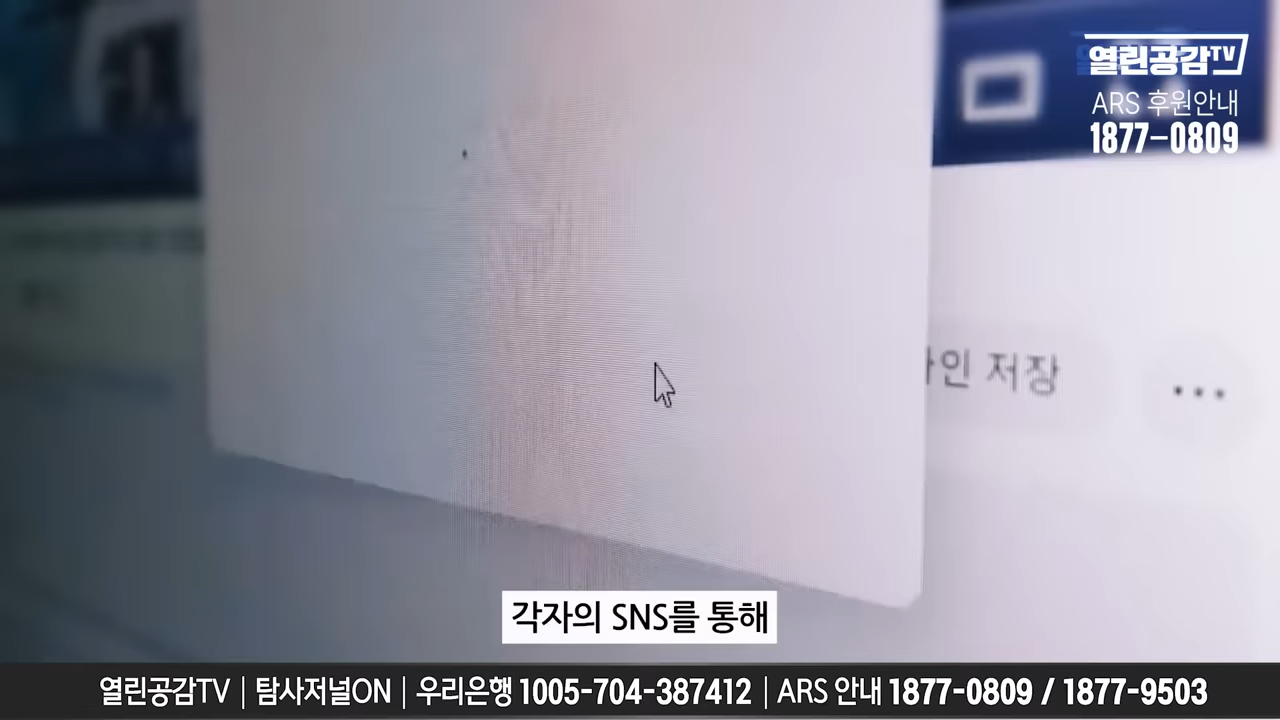 열린공감TV
ARS 후원안내
1877-0809
인 저장
각자의 SNS를 통해
열린공감TV | 탐사저널ON | 우리은행 1005-704-387412 | ARS 안내 1877-0809 / 1877-9503